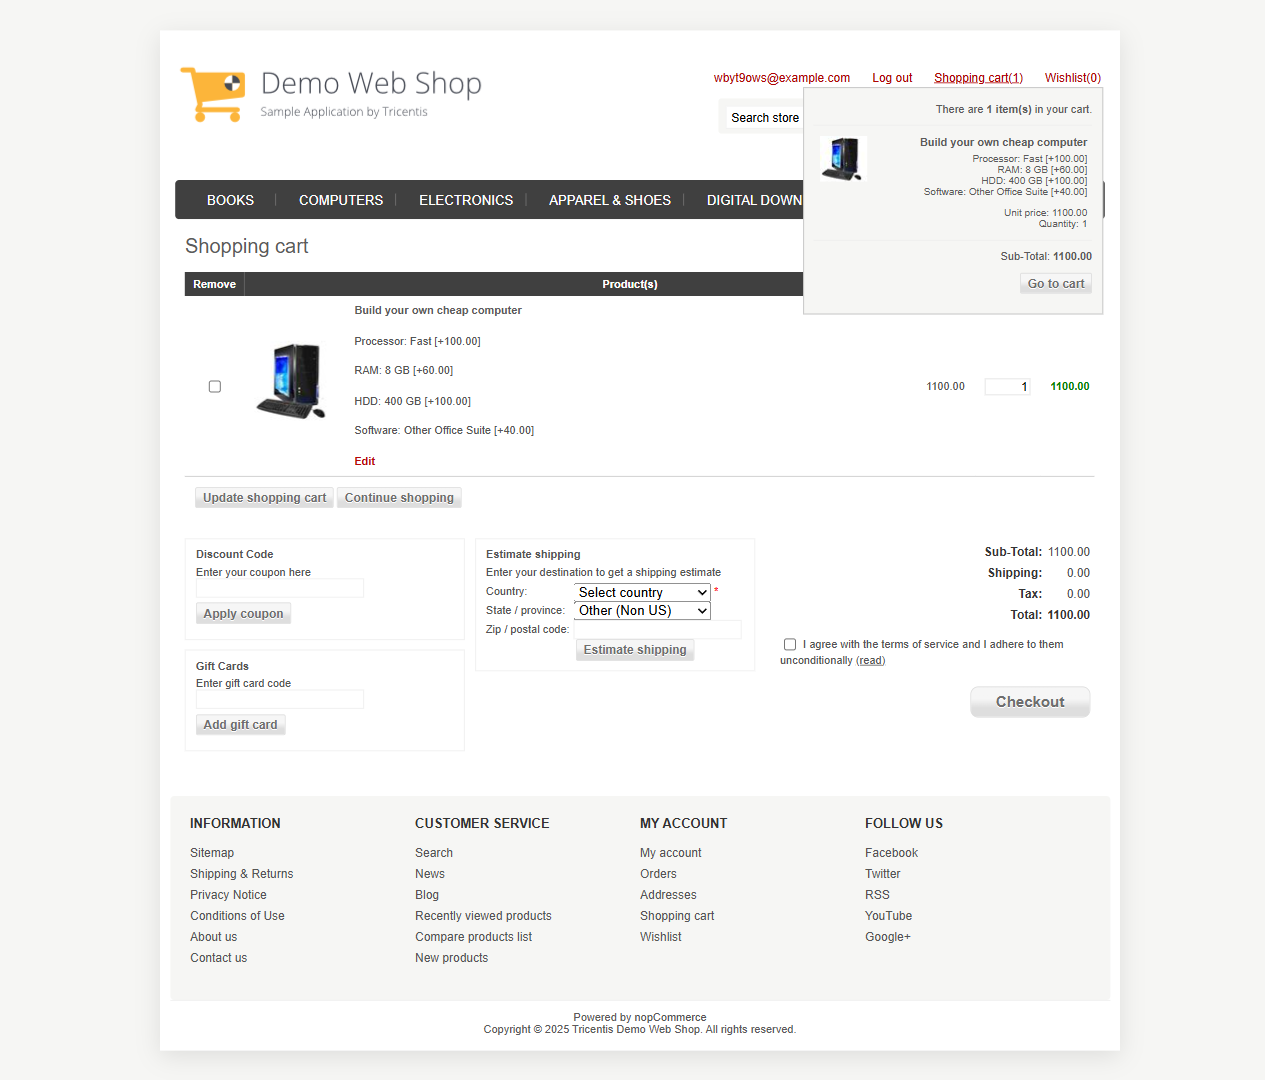 Demo Web Shop
Sample Application by Tricentis
wbyt9ows@example.com Log out Shopping cart(1) Wishlist(0)
Search store
There are 1 item(s) in your cart.
Build your own cheap computer
Processor: Fast [+100.00]
RAM: 8 GB [+60.00]
HDD: 400 GB [+100.00]
Software: Other Office Suite [+40.00]
Unit price: 1100.00
Quantity: 1
Sub-Total: 1100.00
Go to cart
BOOKS COMPUTERS ELECTRONICS APPAREL & SHOES DIGITAL DOWN
Shopping cart
Remove Product(s)
Build your own cheap computer
Processor: Fast [+100.00]
RAM: 8 GB [+60.00]
HDD: 400 GB [+100.00]
Software: Other Office Suite [+40.00]
Edit
1100.00 1 1100.00
Update shopping cart Continue shopping
Discount Code
Enter your coupon here
Apply coupon
Gift Cards
Enter gift card code
Add gift card
Estimate shipping
Enter your destination to get a shipping estimate
Country: Select country *
State / province: Other (Non US)
Zip / postal code:
Estimate shipping
Sub-Total: 1100.00
Shipping: 0.00
Tax: 0.00
Total: 1100.00
I agree with the terms of service and I adhere to them
unconditionally (read)
Checkout
INFORMATION
Sitemap
Shipping & Returns
Privacy Notice
Conditions of Use
About us
Contact us
CUSTOMER SERVICE
Search
News
Blog
Recently viewed products
Compare products list
New products
MY ACCOUNT
My account
Orders
Addresses
Shopping cart
Wishlist
FOLLOW US
Facebook
Twitter
RSS
YouTube
Google+
Powered by nopCommerce
Copyright © 2025 Tricentis Demo Web Shop. All rights reserved.